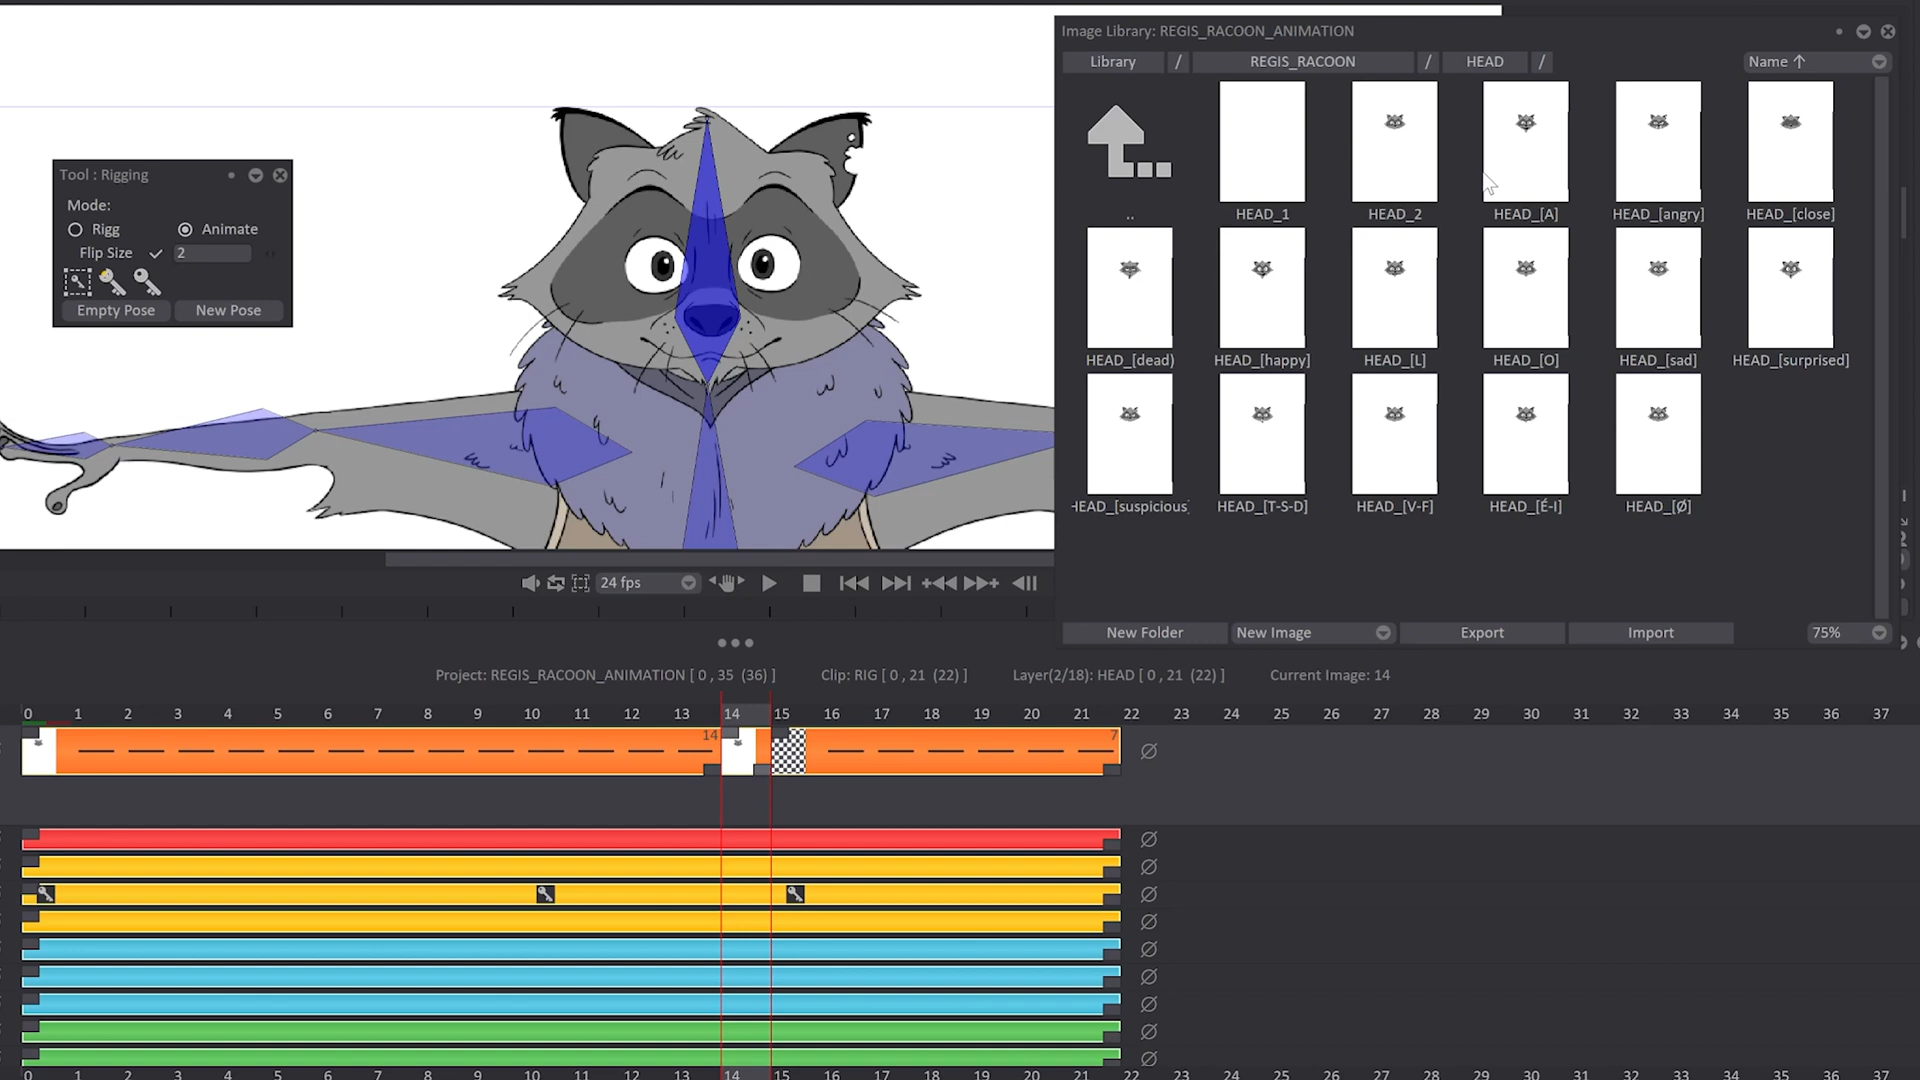 Image Library: REGIS_RACOON_ANIMATION
Library / REGIS_RACOON / HEAD /
Name ↑
..
HEAD_1
HEAD_2
HEAD_[A]
HEAD_[angry]
HEAD_[close]
HEAD_[dead)
HEAD_[happy]
HEAD_[L]
HEAD_[O]
HEAD_[sad]
HEAD_[surprised]
HEAD_[suspicious]
HEAD_[T-S-D]
HEAD_[V-F]
HEAD_[É-I]
HEAD_[Ø]
New Folder
New Image
Export
Import
75%
Tool : Rigging
Mode:
Rigg
Animate
Flip Size
2
Empty Pose
New Pose
24 fps
Project: REGIS_RACOON_ANIMATION [ 0 , 35 (36) ]
Clip: RIG [ 0 , 21 (22) ]
Layer(2/18): HEAD [ 0 , 21 (22) ]
Current Image: 14
0 1 2 3 4 5 6 7 8 9 10 11 12 13 14 15 16 17 18 19 20 21 22 23 24 25 26 27 28 29 30 31 32 33 34 35 36 37
14
7
0 1 2 3 4 5 6 7 8 9 10 11 12 13 14 15 16 17 18 19 20 21 22 23 24 25 26 27 28 29 30 31 32 33 34 35 36 37